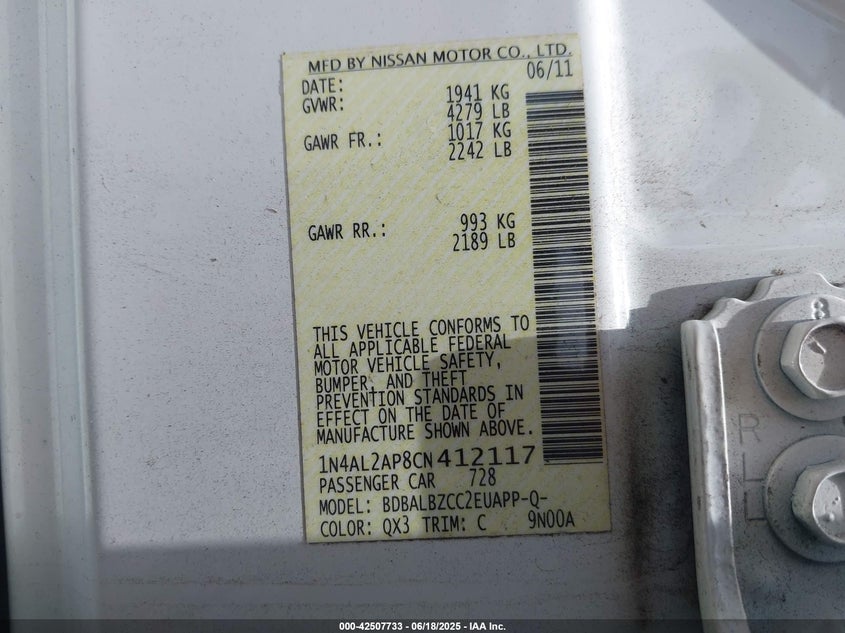 MFD BY NISSAN MOTOR CO., LTD.
DATE: 06/11
GVWR: 1941 KG
4279 LB
GAWR FR.: 1017 KG
2242 LB
GAWR RR.: 993 KG
2189 LB
THIS VEHICLE CONFORMS TO
ALL APPLICABLE FEDERAL
MOTOR VEHICLE SAFETY,
BUMPER, AND THEFT
PREVENTION STANDARDS IN
EFFECT ON THE DATE OF
MANUFACTURE SHOWN ABOVE.
1N4AL2AP8CN412117
PASSENGER CAR 728
MODEL: BDBALBZCC2EUAPP-Q-
COLOR: QX3 TRIM: C 9N00A
8
R
L
L
000-42507733 - 06/18/2025 - IAA Inc.